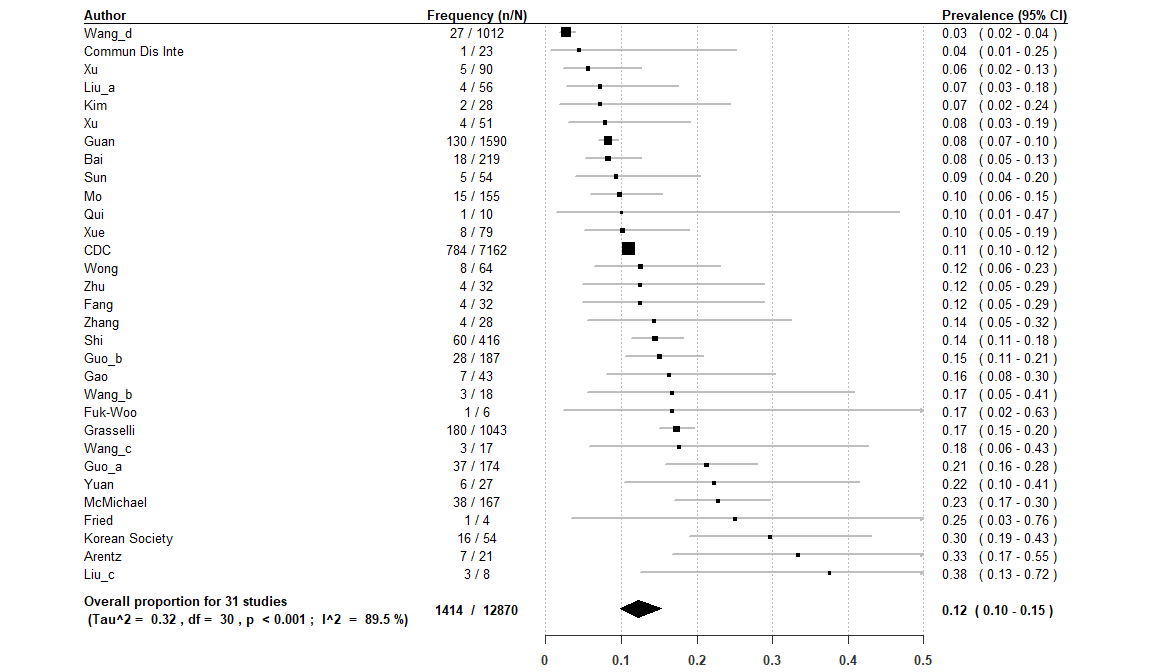 Author Frequency (n/N) Prevalence (95% CI)
Wang_d 27 / 1012 0.03 ( 0.02 - 0.04 )
Commun Dis Inte 1 / 23 0.04 ( 0.01 - 0.25 )
Xu 5 / 90 0.06 ( 0.02 - 0.13 )
Liu_a 4 / 56 0.07 ( 0.03 - 0.18 )
Kim 2 / 28 0.07 ( 0.02 - 0.24 )
Xu 4 / 51 0.08 ( 0.03 - 0.19 )
Guan 130 / 1590 0.08 ( 0.07 - 0.10 )
Bai 18 / 219 0.08 ( 0.05 - 0.13 )
Sun 5 / 54 0.09 ( 0.04 - 0.20 )
Mo 15 / 155 0.10 ( 0.06 - 0.15 )
Qui 1 / 10 0.10 ( 0.01 - 0.47 )
Xue 8 / 79 0.10 ( 0.05 - 0.19 )
CDC 784 / 7162 0.11 ( 0.10 - 0.12 )
Wong 8 / 64 0.12 ( 0.06 - 0.23 )
Zhu 4 / 32 0.12 ( 0.05 - 0.29 )
Fang 4 / 32 0.12 ( 0.05 - 0.29 )
Zhang 4 / 28 0.14 ( 0.05 - 0.32 )
Shi 60 / 416 0.14 ( 0.11 - 0.18 )
Guo_b 28 / 187 0.15 ( 0.11 - 0.21 )
Gao 7 / 43 0.16 ( 0.08 - 0.30 )
Wang_b 3 / 18 0.17 ( 0.05 - 0.41 )
Fuk-Woo 1 / 6 0.17 ( 0.02 - 0.63 )
Grasselli 180 / 1043 0.17 ( 0.15 - 0.20 )
Wang_c 3 / 17 0.18 ( 0.06 - 0.43 )
Guo_a 37 / 174 0.21 ( 0.16 - 0.28 )
Yuan 6 / 27 0.22 ( 0.10 - 0.41 )
McMichael 38 / 167 0.23 ( 0.17 - 0.30 )
Fried 1 / 4 0.25 ( 0.03 - 0.76 )
Korean Society 16 / 54 0.30 ( 0.19 - 0.43 )
Arentz 7 / 21 0.33 ( 0.17 - 0.55 )
Liu_c 3 / 8 0.38 ( 0.13 - 0.72 )
Overall proportion for 31 studies
(Tau^2 = 0.32 , df = 30 , p < 0.001 ; I^2 = 89.5 %) 1414 / 12870 0.12 ( 0.10 - 0.15 )
0 0.1 0.2 0.3 0.4 0.5